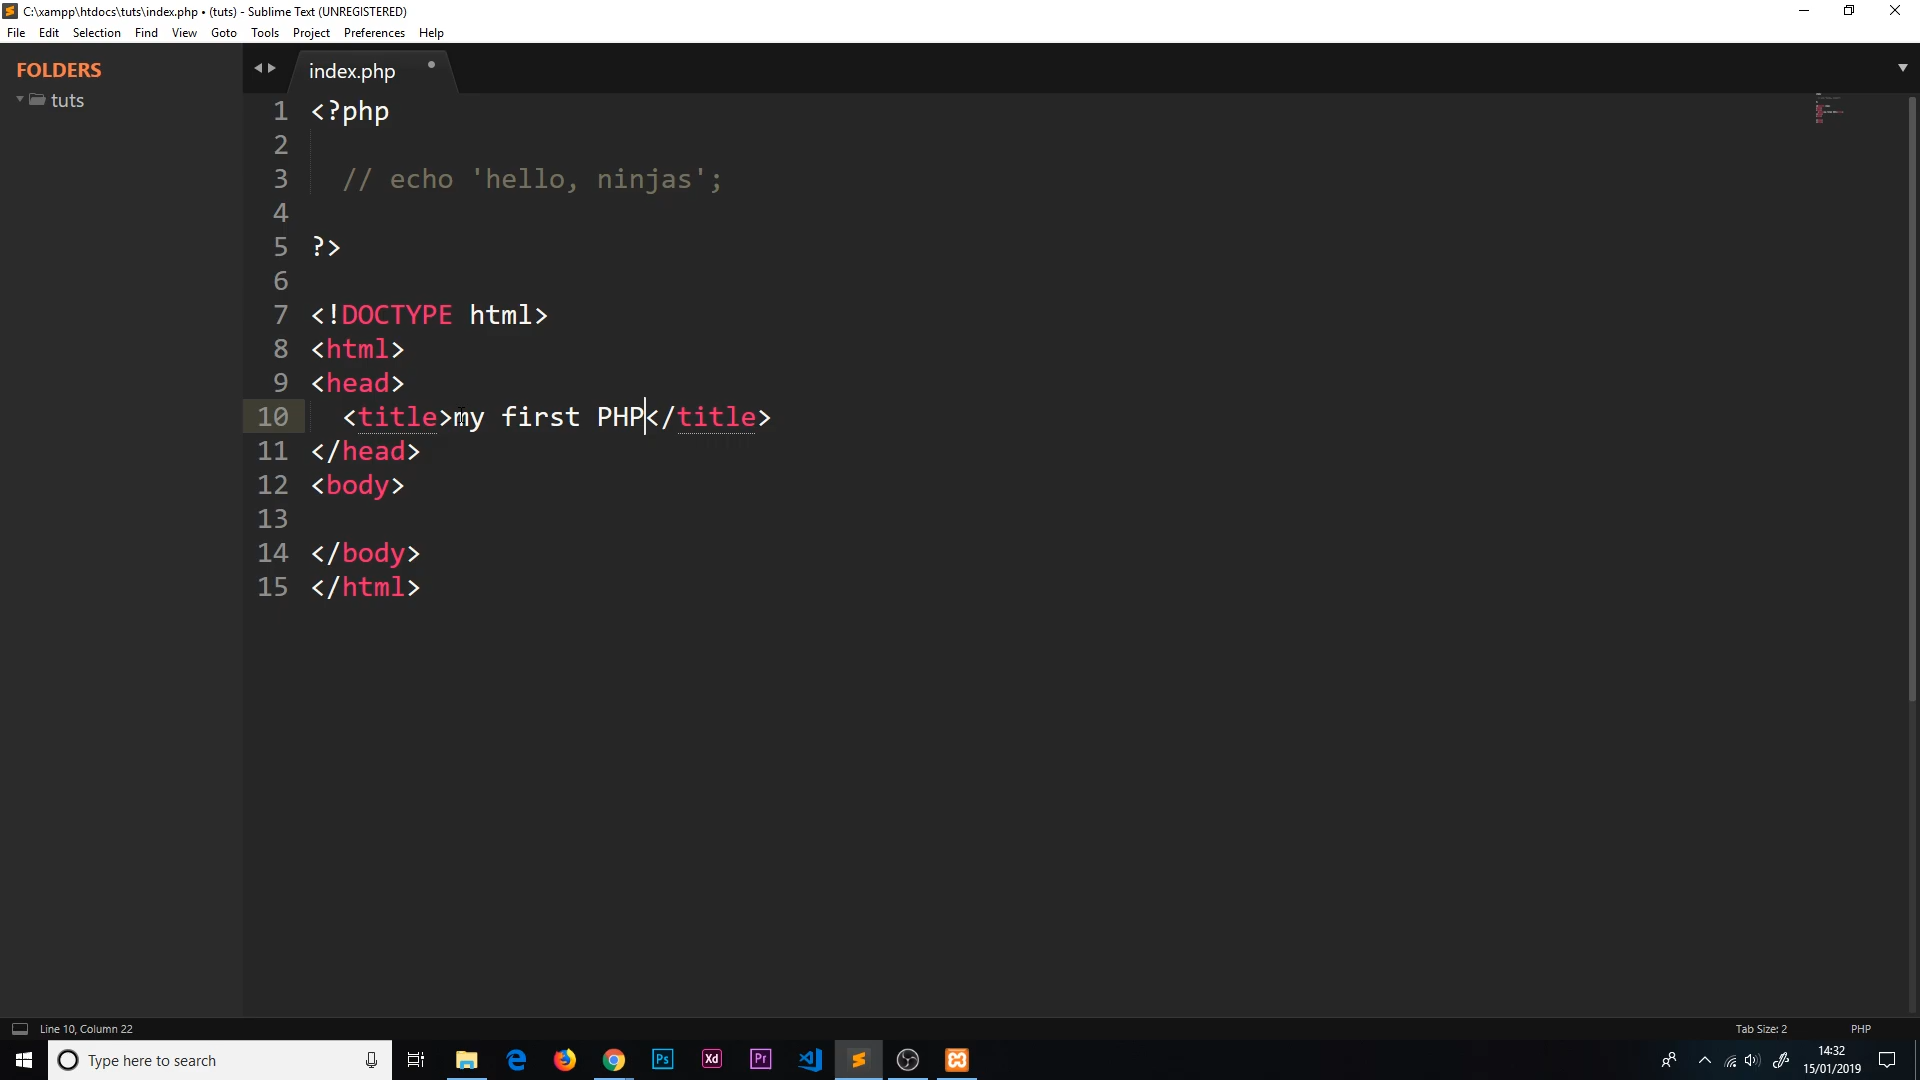 C:\xampp\htdocs\tuts\index.php • (tuts) - Sublime Text (UNREGISTERED)
File Edit Selection Find View Goto Tools Project Preferences Help
FOLDERS
tuts
index.php
1 <?php
2
3 // echo 'hello, ninjas';
4
5 ?>
6
7 <!DOCTYPE html>
8 <html>
9 <head>
10 <title>my first PHP</title>
11 </head>
12 <body>
13
14 </body>
15 </html>
Line 10, Column 22
Tab Size: 2
PHP
Type here to search
Ps
Xd
Pr
14:32
15/01/2019